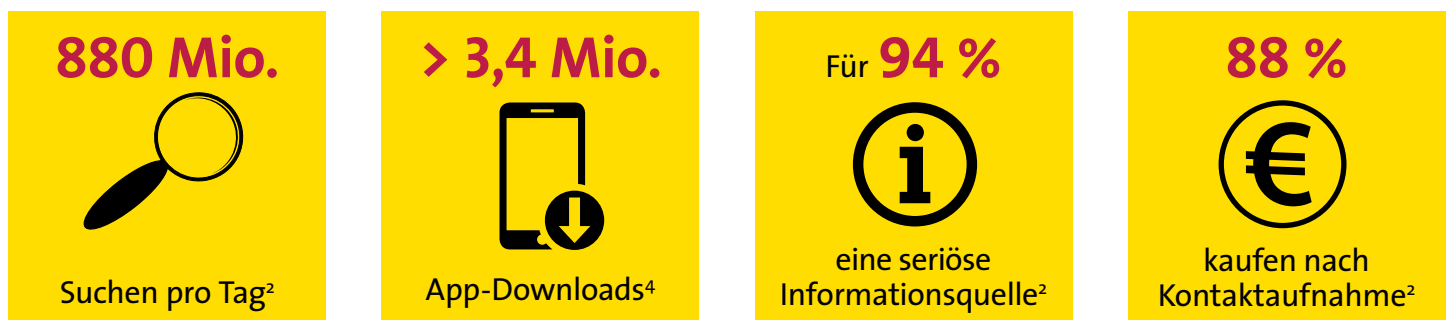 880 Mio.
Suchen pro Tag²
> 3,4 Mio.
App-Downloads⁴
Für 94 %
eine seriöse
Informationsquelle²
88 %
kaufen nach
Kontaktaufnahme²